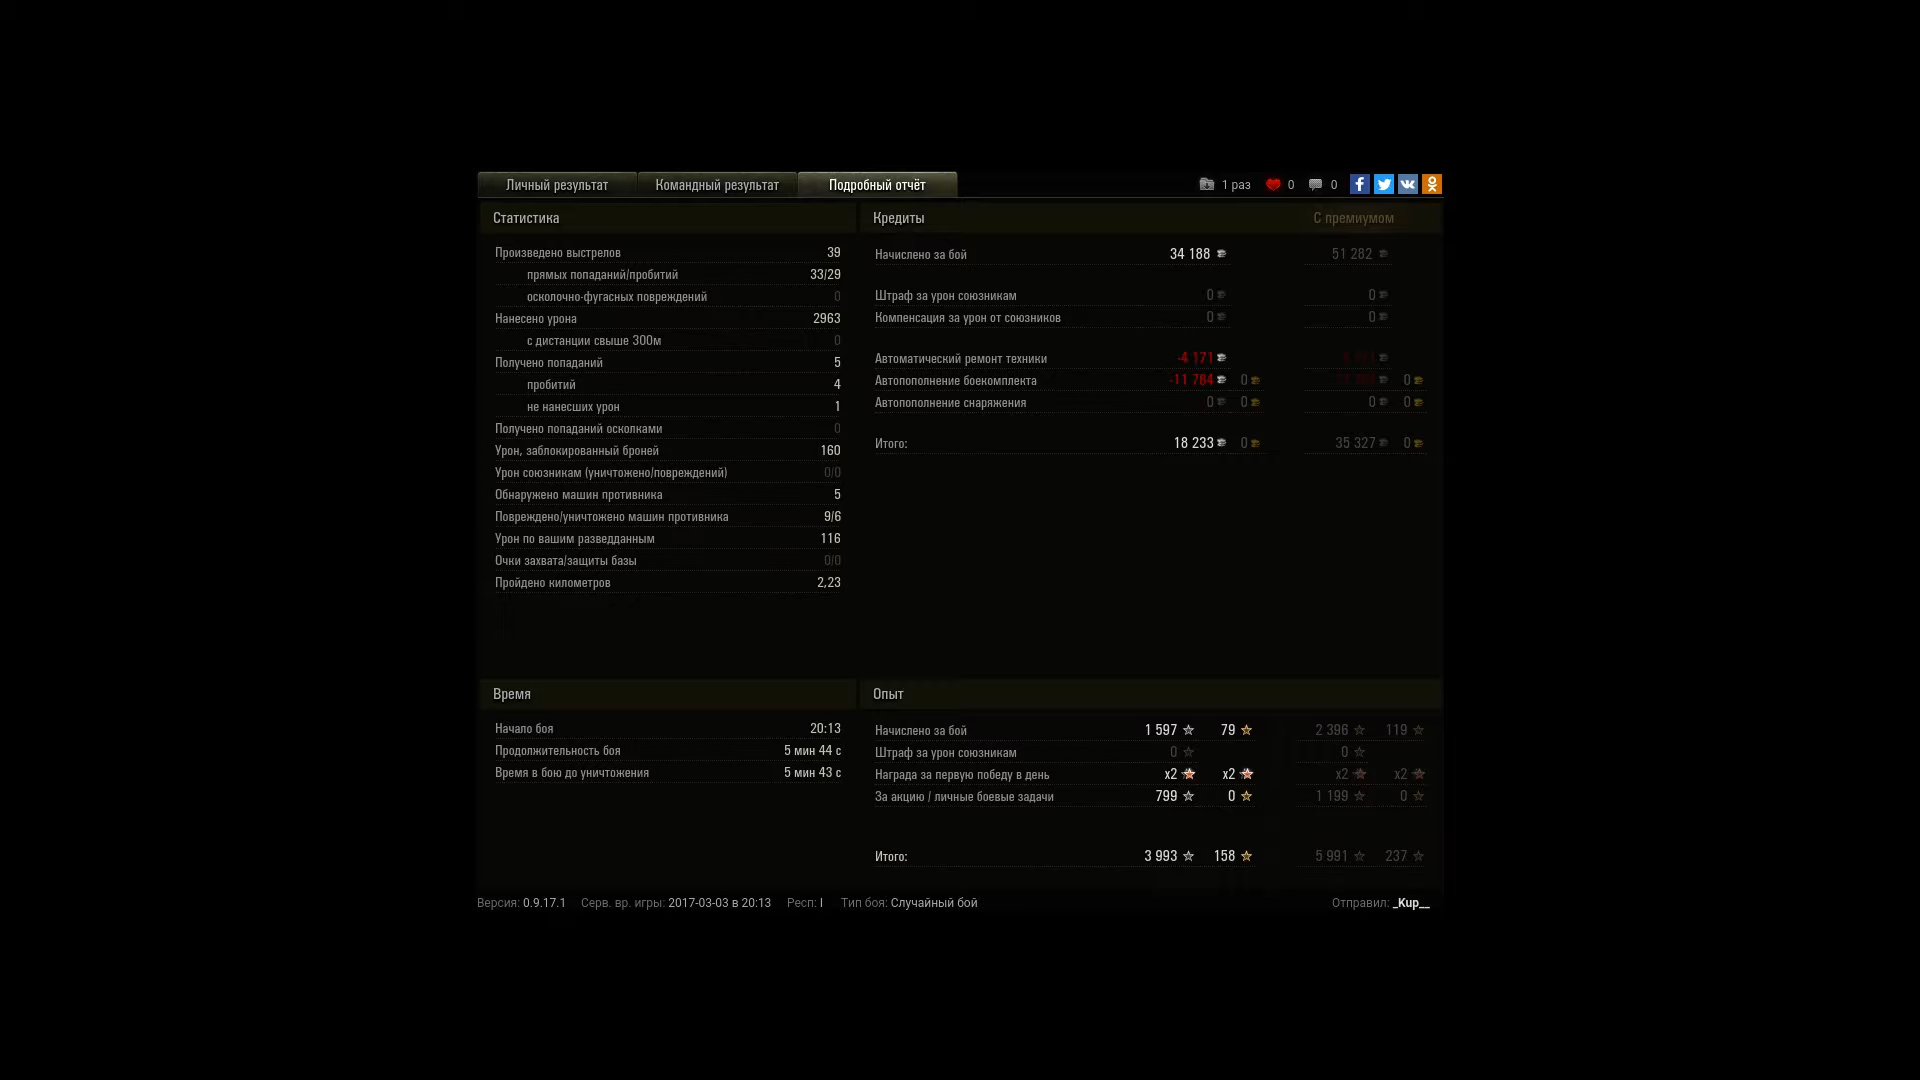 Личный результат Командный результат Подробный отчёт 1 раз 0 0
Статистика
Произведено выстрелов 39
прямых попаданий/пробитий 33/29
осколочно-фугасных повреждений 0
Нанесено урона 2963
с дистанции свыше 300м 0
Получено попаданий 5
пробитий 4
не нанесших урон 1
Получено попаданий осколками 0
Урон, заблокированный броней 160
Урон союзникам (уничтожено/повреждений) 0/0
Обнаружено машин противника 5
Повреждено/уничтожено машин противника 9/6
Урон по вашим разведданным 116
Очки захвата/защиты базы 0/0
Пройдено километров 2,23
Кредиты С премиумом
Начислено за бой 34 188 51 282
Штраф за урон союзникам 0 0
Компенсация за урон от союзников 0 0
Автоматический ремонт техники -4 171
Автопополнение боекомплекта -11 784 0 0
Автопополнение снаряжения 0 0 0 0
Итого: 18 233 0 35 327 0
Время
Начало боя 20:13
Продолжительность боя 5 мин 44 с
Время в бою до уничтожения 5 мин 43 с
Опыт
Начислено за бой 1 597 79 2 396 119
Штраф за урон союзникам 0 0
Награда за первую победу в день x2 x2 x2 x2
За акцию / личные боевые задачи 799 0 1 199 0
Итого: 3 993 158 5 991 237
Версия: 0.9.17.1 Серв. вр. игры: 2017-03-03 в 20:13 Респ: I Тип боя: Случайный бой Отправил: _Kup__